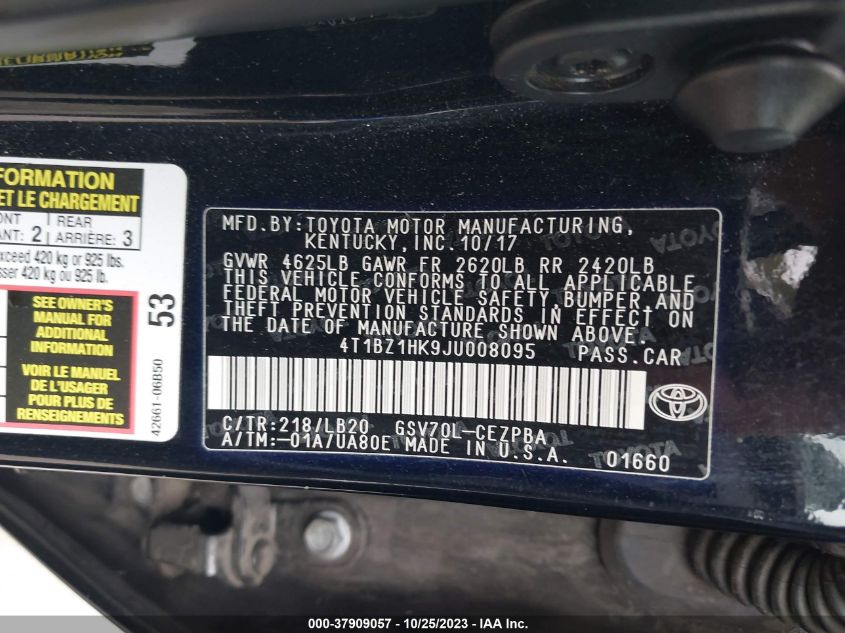 FORMATION
ET LE CHARGEMENT
REAR
ANT: 2 ARRIÈRE: 3
exceed 420 kg or 925 lbs.
sser 420 kg ou 925 lb.
SEE OWNER'S
MANUAL FOR
ADDITIONAL
INFORMATION
VOIR LE MANUEL
DE L'USAGER
POUR PLUS DE
RENSEIGNEMENTS
53
42661-06B50
MFD.BY:TOYOTA MOTOR MANUFACTURING,
KENTUCKY,INC.10/17
GVWR 4625LB GAWR FR 2620LB RR 2420LB
THIS VEHICLE CONFORMS TO ALL APPLICABLE
FEDERAL MOTOR VEHICLE SAFETY,BUMPER,AND
THEFT PREVENTION STANDARDS IN EFFECT ON
THE DATE OF MANUFACTURE SHOWN ABOVE.
4T1BZ1HK9JU008095 PASS.CAR
C/TR:218/LB20 GSV70L-CEZPBA
A/TM:-01A/UA80E MADE IN U.S.A. 01660
TOYOTA
000-37909057 - 10/25/2023 - IAA Inc.